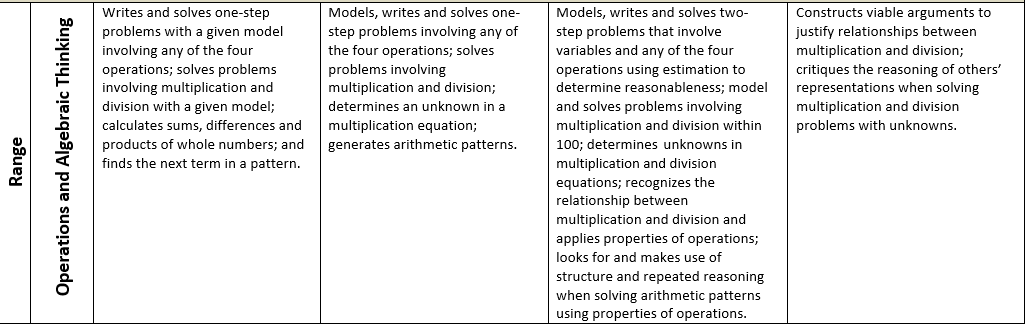 Range
Operations and Algebraic Thinking
Writes and solves one-step
problems with a given model
involving any of the four
operations; solves problems
involving multiplication and
division with a given model;
calculates sums, differences and
products of whole numbers; and
finds the next term in a pattern.
Models, writes and solves one-
step problems involving any of
the four operations; solves
problems involving
multiplication and division;
determines an unknown in a
multiplication equation;
generates arithmetic patterns.
Models, writes and solves two-
step problems that involve
variables and any of the four
operations using estimation to
determine reasonableness; model
and solves problems involving
multiplication and division within
100; determines unknowns in
multiplication and division
equations; recognizes the
relationship between
multiplication and division and
applies properties of operations;
looks for and makes use of
structure and repeated reasoning
when solving arithmetic patterns
using properties of operations.
Constructs viable arguments to
justify relationships between
multiplication and division;
critiques the reasoning of others’
representations when solving
multiplication and division
problems with unknowns.